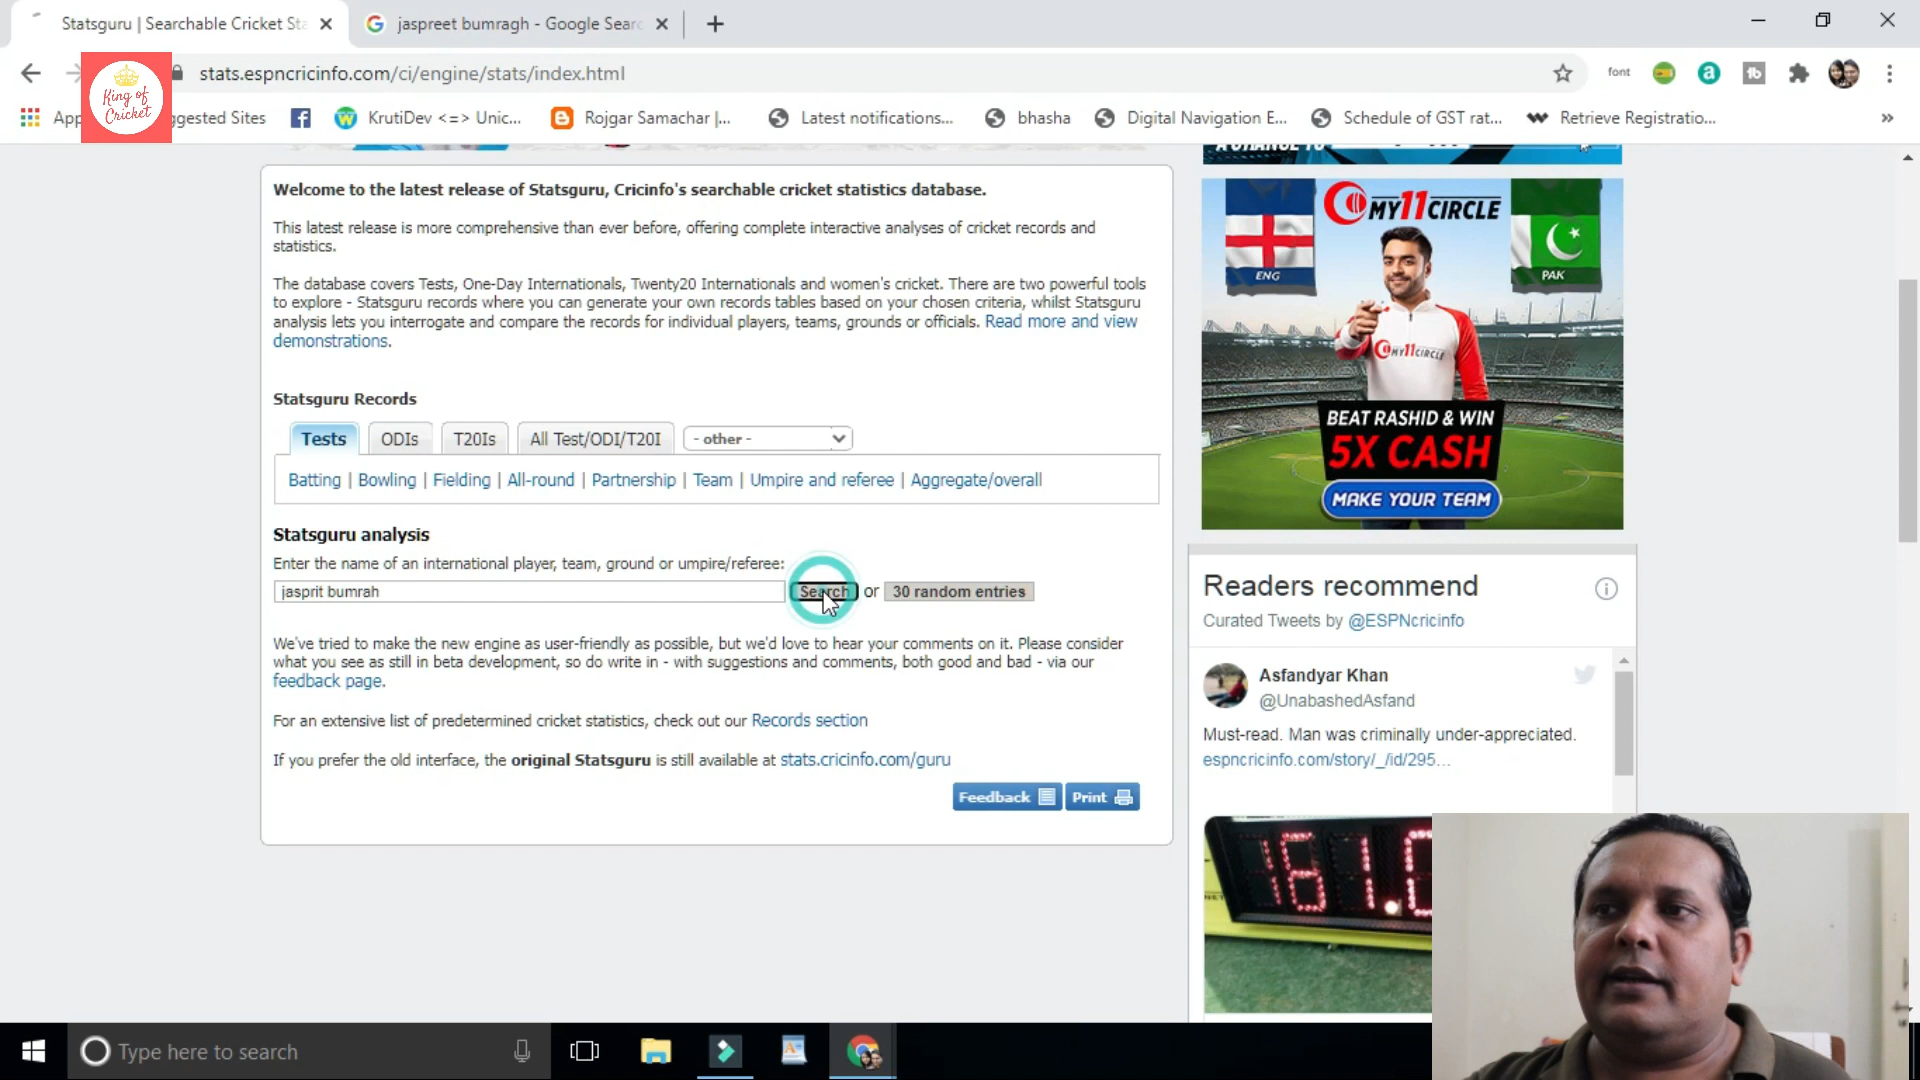 Statsguru | Searchable Cricket Sta
jaspreet bumragh - Google Searc
stats.espncricinfo.com/ci/engine/stats/index.html
font
King of
Cricket
App
ggested Sites
KrutiDev <=> Unic...
Rojgar Samachar |...
Latest notifications...
bhasha
Digital Navigation E...
Schedule of GST rat...
Retrieve Registratio...
Welcome to the latest release of Statsguru, Cricinfo's searchable cricket statistics database.
This latest release is more comprehensive than ever before, offering complete interactive analyses of cricket records and
statistics.
The database covers Tests, One-Day Internationals, Twenty20 Internationals and women's cricket. There are two powerful tools
to explore - Statsguru records where you can generate your own records tables based on your chosen criteria, whilst Statsguru
analysis lets you interrogate and compare the records for individual players, teams, grounds or officials. Read more and view
demonstrations.
Statsguru Records
Tests
ODIs
T20Is
All Test/ODI/T20I
- other -
Batting | Bowling | Fielding | All-round | Partnership | Team | Umpire and referee | Aggregate/overall
Statsguru analysis
Enter the name of an international player, team, ground or umpire/referee:
jasprit bumrah
Search or 30 random entries
We've tried to make the new engine as user-friendly as possible, but we'd love to hear your comments on it. Please consider
what you see as still in beta development, so do write in - with suggestions and comments, both good and bad - via our
feedback page.
For an extensive list of predetermined cricket statistics, check out our Records section
If you prefer the old interface, the original Statsguru is still available at stats.cricinfo.com/guru
Feedback
Print
A CHANCE TO
MY11CIRCLE
ENG
PAK
MY11CIRCLE
BEAT RASHID & WIN
5X CASH
MAKE YOUR TEAM
Readers recommend
Curated Tweets by @ESPNcricinfo
Asfandyar Khan
@UnabashedAsfand
Must-read. Man was criminally under-appreciated.
espncricinfo.com/story/_/id/295...
Type here to search